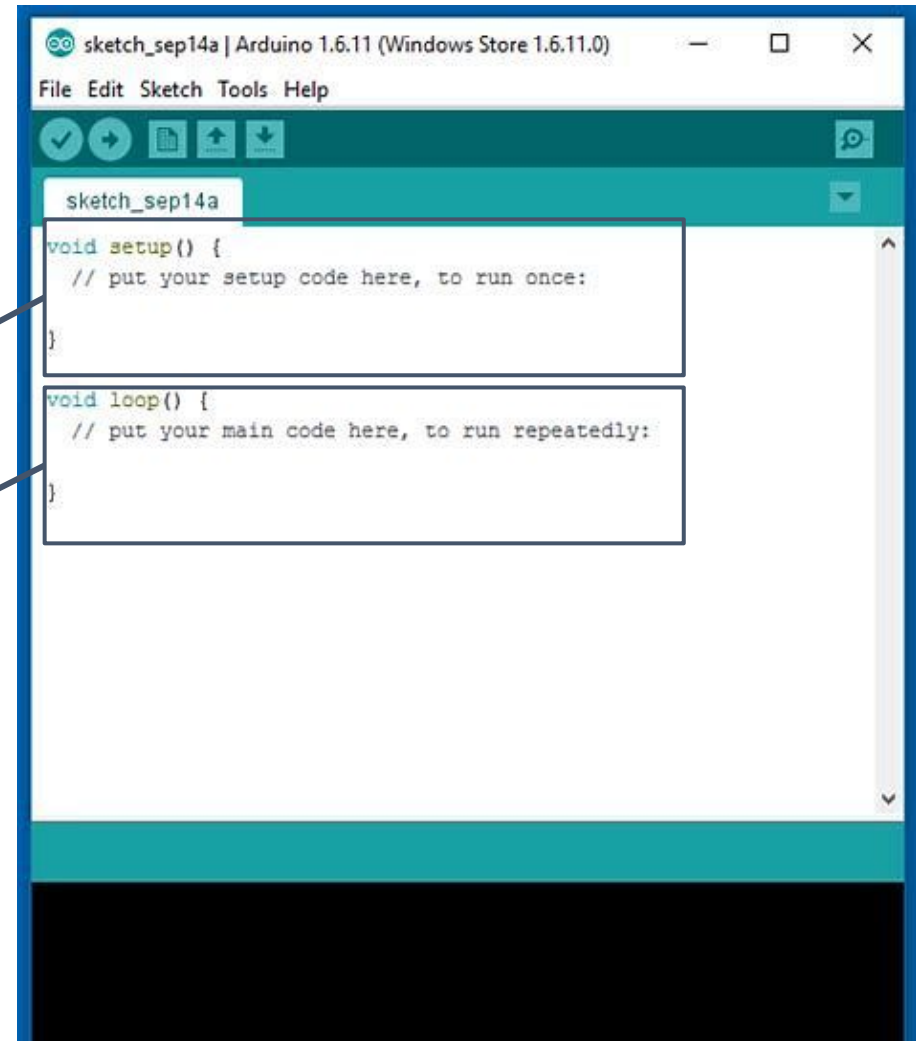 sketch_sep14a | Arduino 1.6.11 (Windows Store 1.6.11.0)
File Edit Sketch Tools Help
sketch_sep14a
void setup() {
  // put your setup code here, to run once:
}
void loop() {
  // put your main code here, to run repeatedly:
}